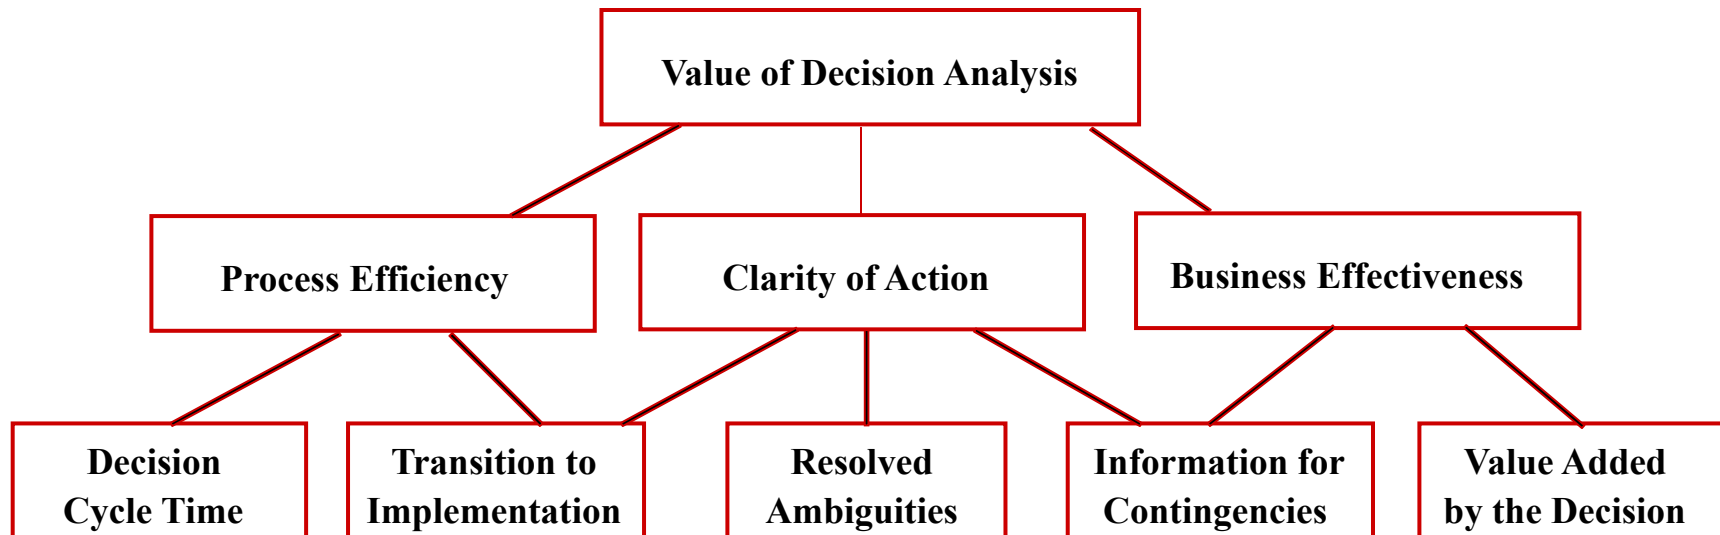 Value of Decision Analysis
Process Efficiency
Clarity of Action
Business Effectiveness
Decision
Cycle Time
Transition to
Implementation
Resolved
Ambiguities
Information for
Contingencies
Value Added
by the Decision